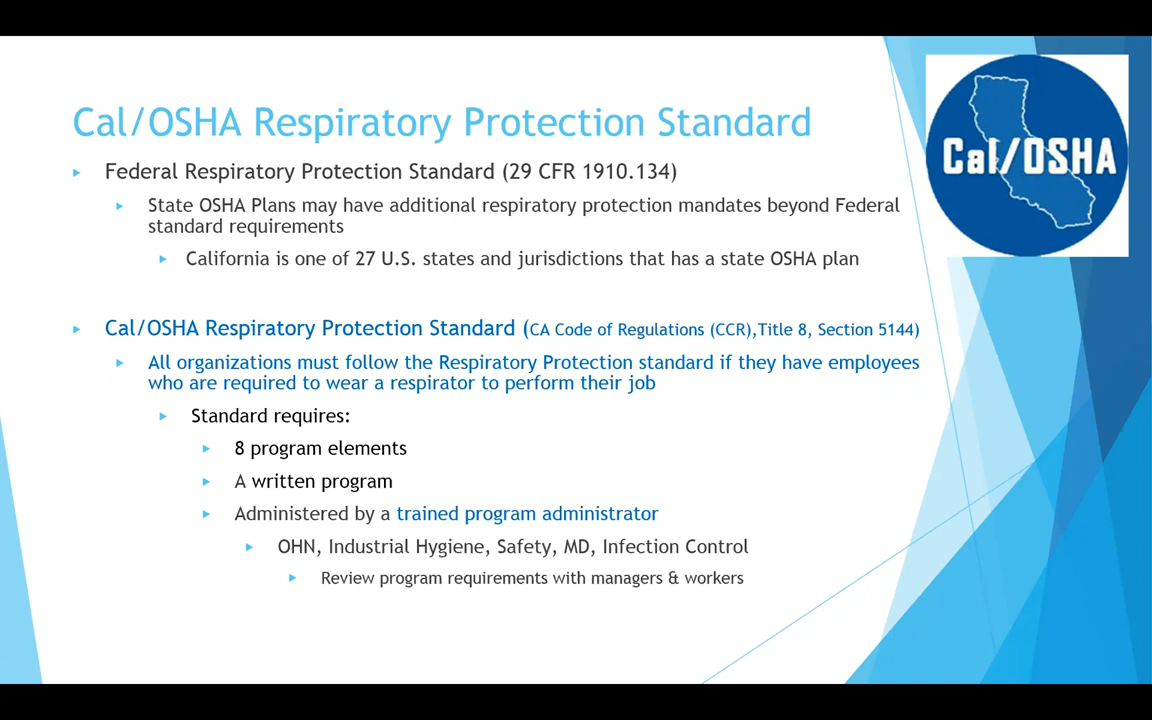 Cal/OSHA Respiratory Protection Standard
Federal Respiratory Protection Standard (29 CFR 1910.134)
State OSHA Plans may have additional respiratory protection mandates beyond Federal
standard requirements
California is one of 27 U.S. states and jurisdictions that has a state OSHA plan
Cal/OSHA Respiratory Protection Standard (CA Code of Regulations (CCR),Title 8, Section 5144)
All organizations must follow the Respiratory Protection standard if they have employees
who are required to wear a respirator to perform their job
Standard requires:
8 program elements
A written program
Administered by a trained program administrator
OHN, Industrial Hygiene, Safety, MD, Infection Control
Review program requirements with managers & workers
Cal/OSHA